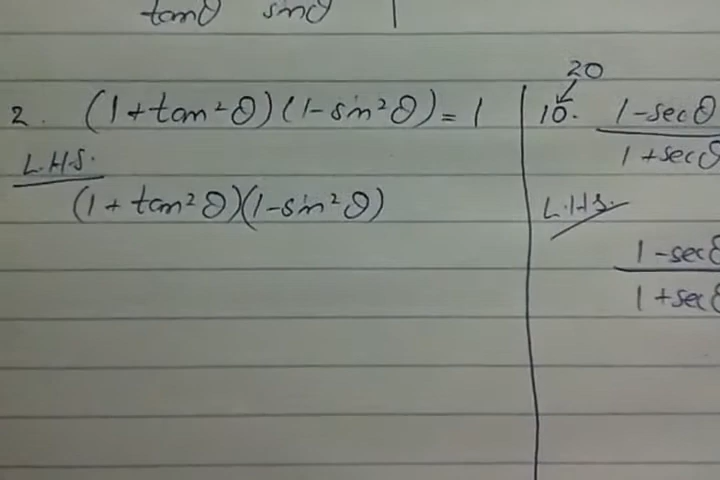 tanθ sinθ
2. (1+tan²θ)(1-sin²θ)=1
L.H.S.
(1+tan²θ)(1-sin²θ)
20
10. 1-secθ
1+secθ
L.H.S.
1-secθ
1+secθ